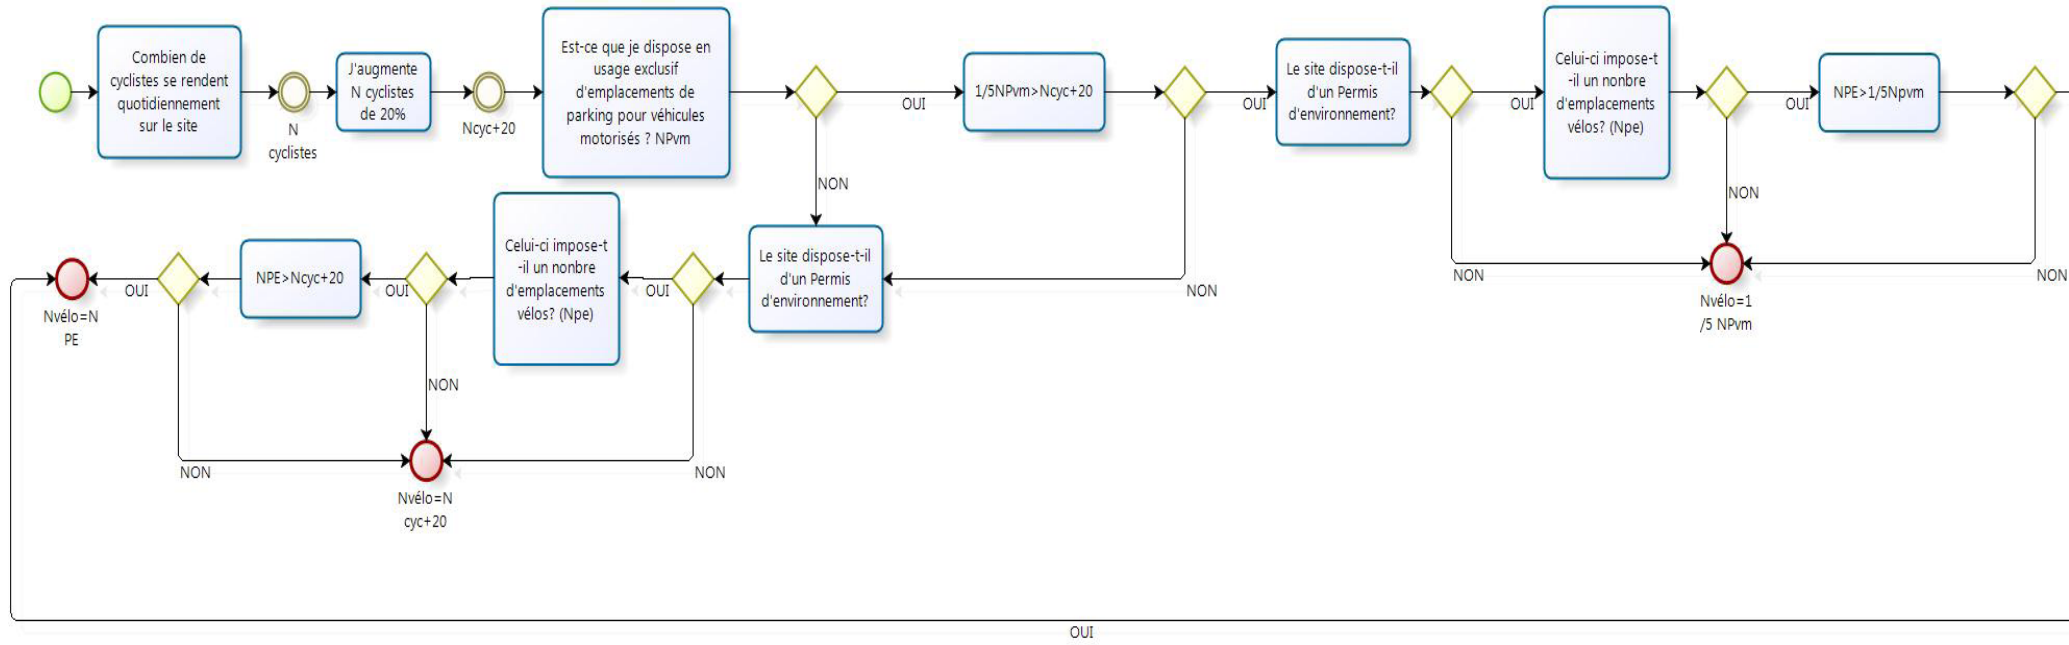 Combien de
cyclistes se rendent
quotidiennement
sur le site
N
cyclistes
J'augmente
N cyclistes
de 20%
Ncyc+20
Est-ce que je dispose en
usage exclusif
d'emplacements de
parking pour véhicules
motorisés ? NPvm
OUI
NON
1/5NPvm>Ncyc+20
OUI
NON
Le site dispose-t-il
d'un Permis
d'environnement?
OUI
NON
Celui-ci impose-t
-il un nonbre
d'emplacements
vélos? (Npe)
OUI
NON
NPE>1/5Npvm
NON
Nvélo=1
/5 NPvm
Le site dispose-t-il
d'un Permis
d'environnement?
OUI
NON
Celui-ci impose-t
-il un nonbre
d'emplacements
vélos? (Npe)
OUI
NON
NPE>Ncyc+20
OUI
NON
Nvélo=N
PE
Nvélo=N
cyc+20
OUI